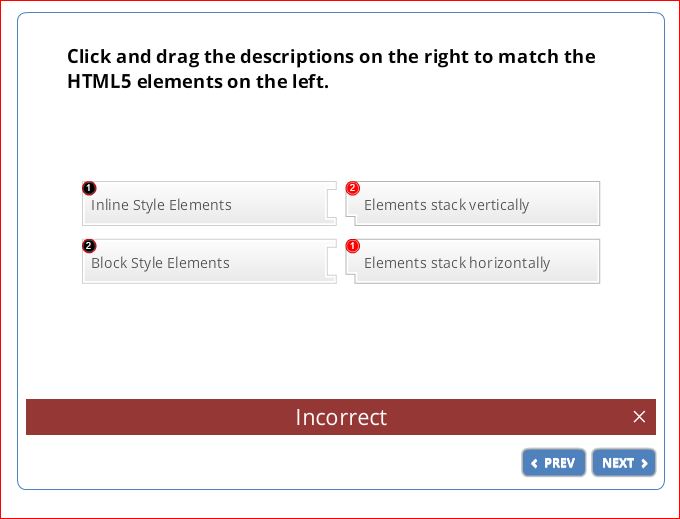 Click and drag the descriptions on the right to match the
HTML5 elements on the left.
1
2
Inline Style Elements
Elements stack vertically
2
1
Block Style Elements
Elements stack horizontally
Incorrect
PREV
NEXT